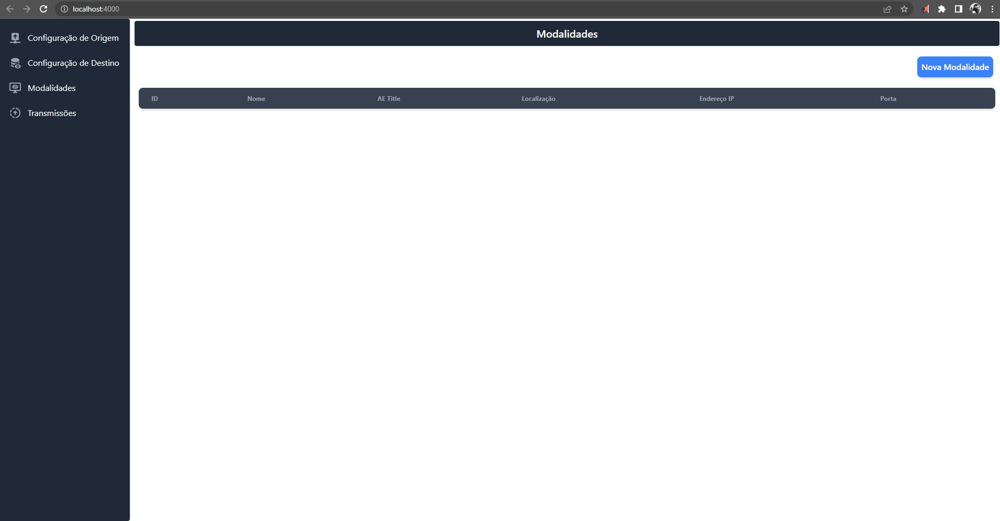 localhost:4000
Configuração de Origem
Configuração de Destino
Modalidades
Transmissões
Modalidades
Nova Modalidade
ID Nome AE Title Localização Endereço IP Porta